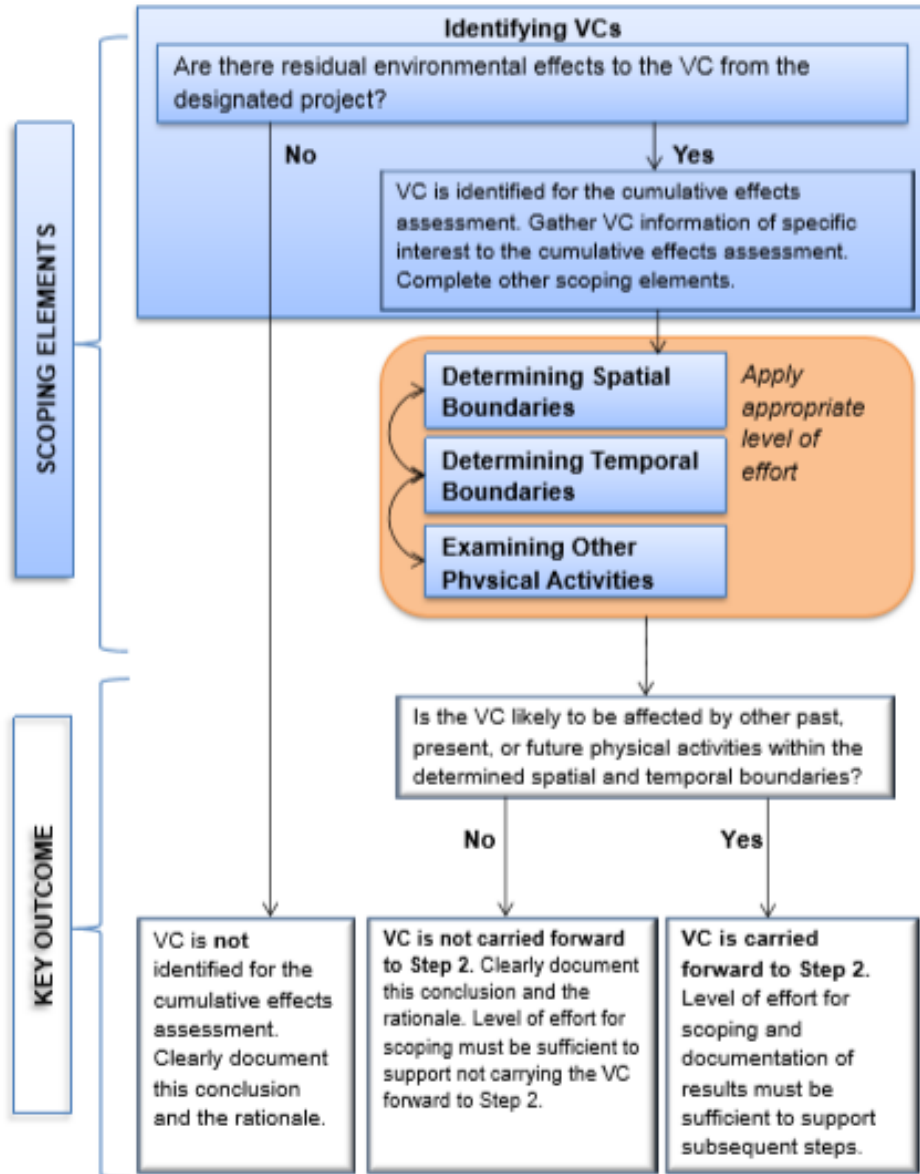 Identifying VCs
Are there residual environmental effects to the VC from the
designated project?
No
Yes
VC is identified for the cumulative effects
assessment. Gather VC information of specific
interest to the cumulative effects assessment.
Complete other scoping elements.
SCOPING ELEMENTS
Determining Spatial
Boundaries
Apply
appropriate
level of
effort
Determining Temporal
Boundaries
Examining Other
Physical Activities
Is the VC likely to be affected by other past,
present, or future physical activities within the
determined spatial and temporal boundaries?
No
Yes
KEY OUTCOME
VC is not
identified for the
cumulative effects
assessment.
Clearly document
this conclusion
and the rationale.
VC is not carried forward
to Step 2. Clearly document
this conclusion and the
rationale. Level of effort for
scoping must be sufficient to
support not carrying the VC
forward to Step 2.
VC is carried
forward to Step 2.
Level of effort for
scoping and
documentation of
results must be
sufficient to support
subsequent steps.